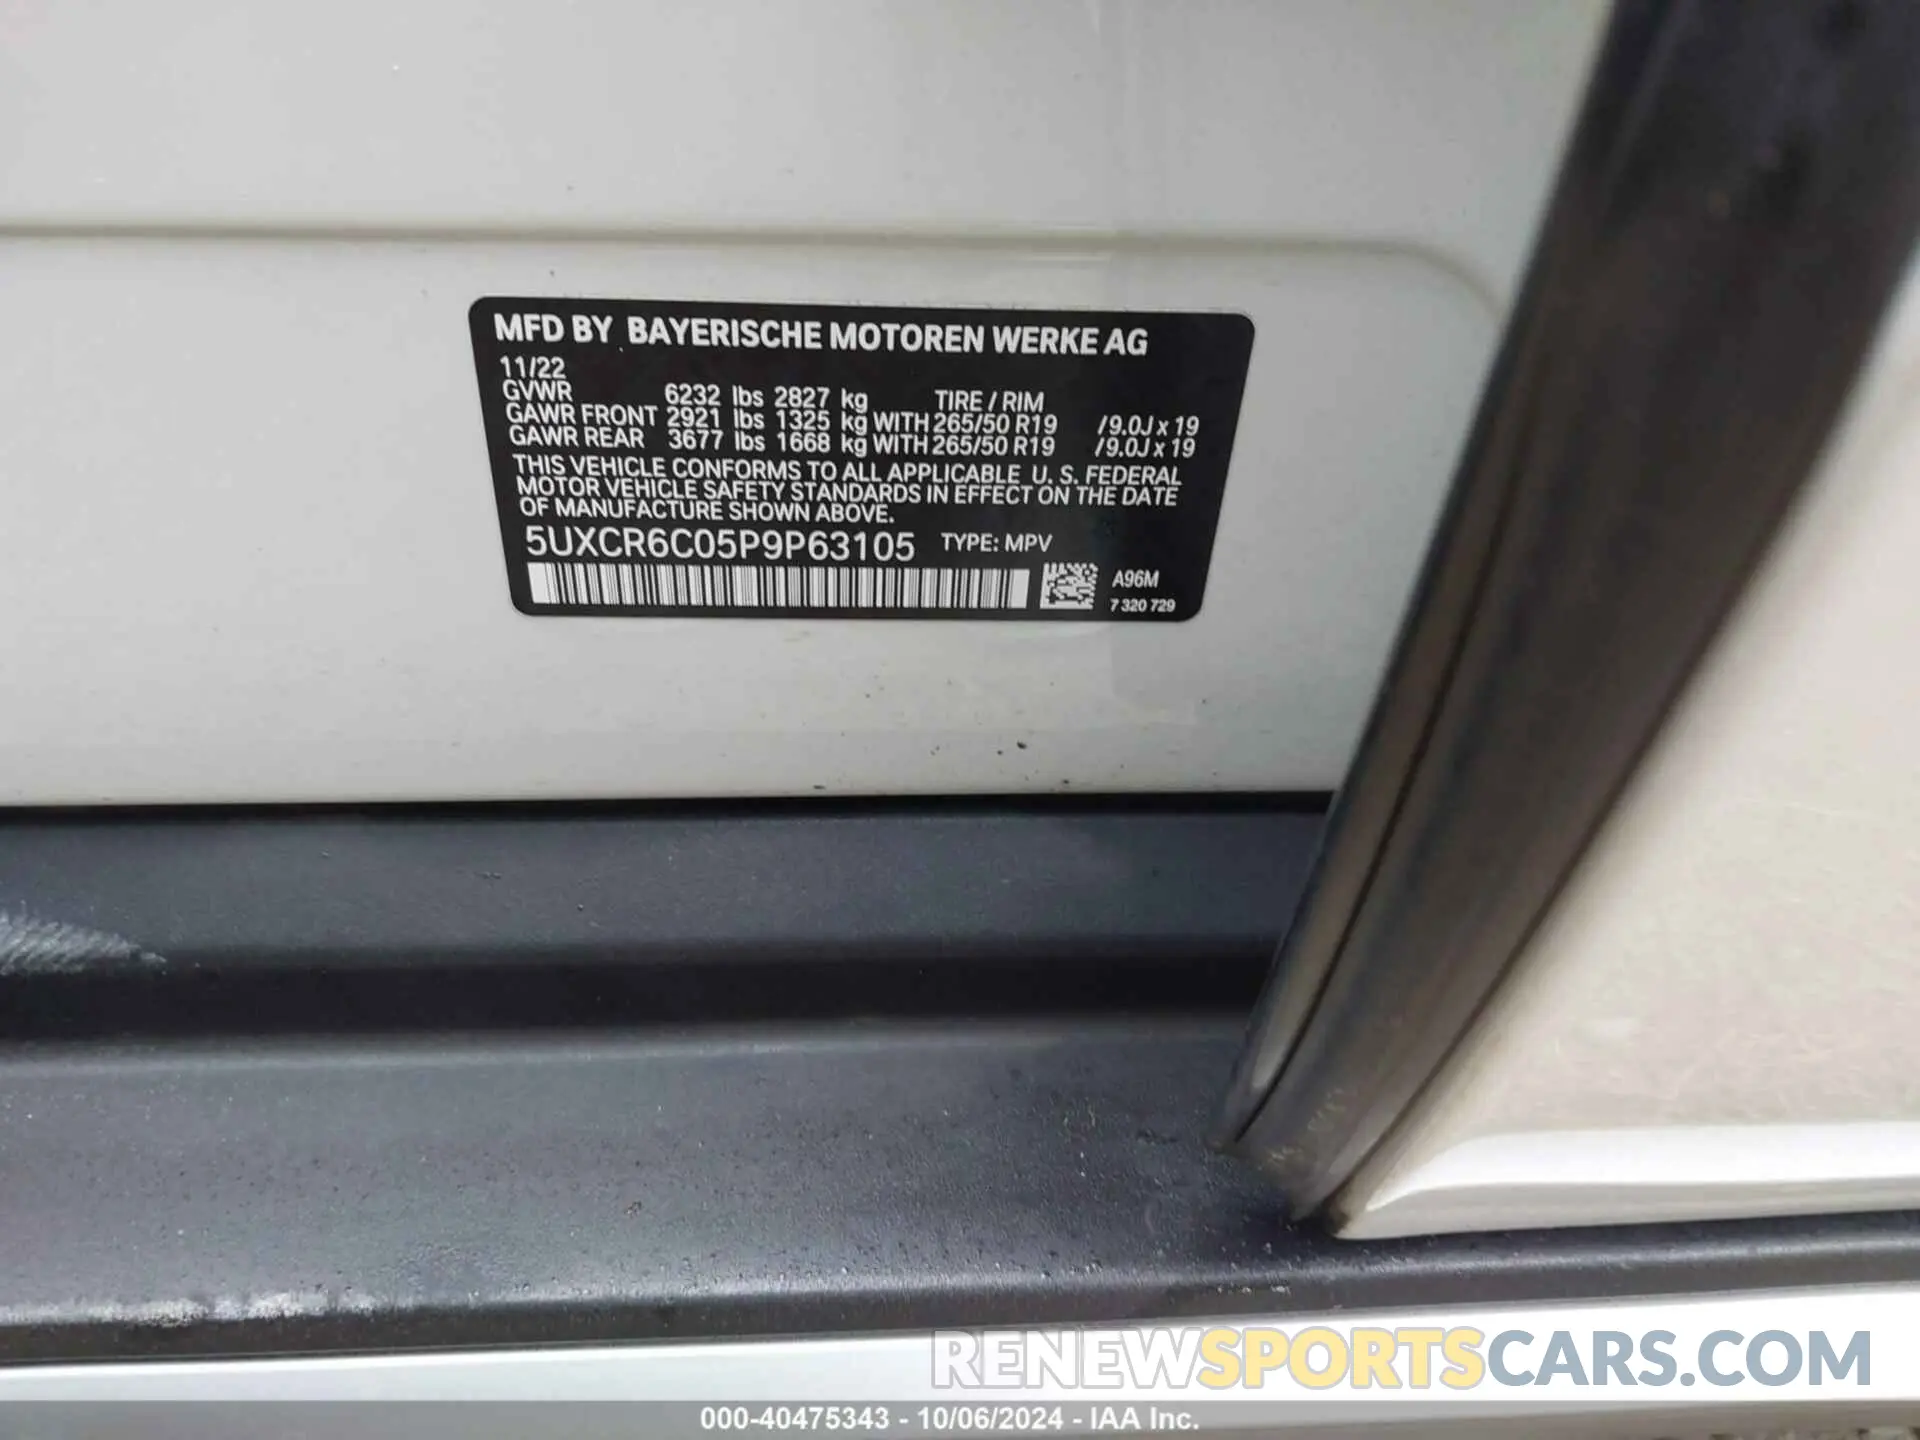 MFD BY BAYERISCHE MOTOREN WERKE AG
11/22
GVWR 6232 lbs 2827 kg TIRE / RIM
GAWR FRONT 2921 lbs 1325 kg WITH 265/50 R19 /9.0J x 19
GAWR REAR 3677 lbs 1668 kg WITH 265/50 R19 /9.0J x 19
THIS VEHICLE CONFORMS TO ALL APPLICABLE U. S. FEDERAL
MOTOR VEHICLE SAFETY STANDARDS IN EFFECT ON THE DATE
OF MANUFACTURE SHOWN ABOVE.
5UXCR6C05P9P63105 TYPE: MPV
A96M
7 320 729
RENEWSPORTSCARS.COM
000-40475343 - 10/06/2024 - IAA Inc.